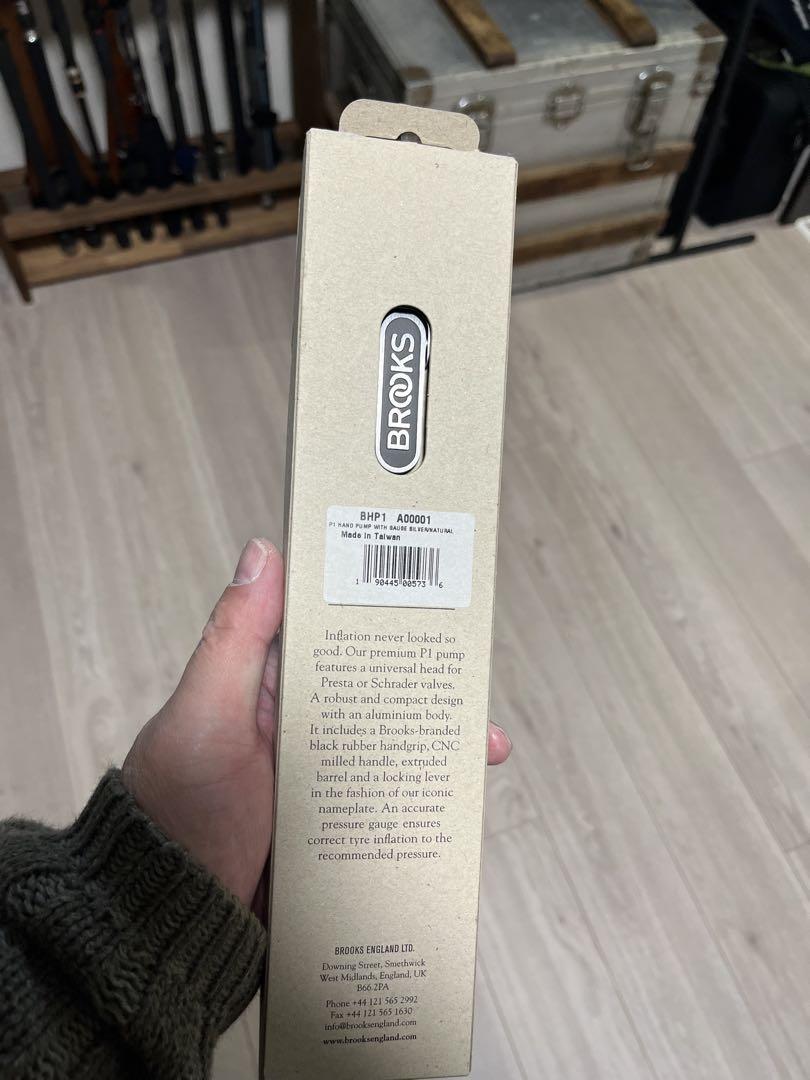 BROOKS
BHP1 A00001
P1 HAND PUMP WITH GAUGE SILVER/NATURAL
Made in Taiwan
1 90445 00573 6
Inflation never looked so
good. Our premium P1 pump
features a universal head for
Presta or Schrader valves.
A robust and compact design
with an aluminium body.
It includes a Brooks-branded
black rubber handgrip, CNC
milled handle, extruded
barrel and a locking lever
in the fashion of our iconic
nameplate. An accurate
pressure gauge ensures
correct tyre inflation to the
recommended pressure.
BROOKS ENGLAND LTD.
Downing Street, Smethwick
West Midlands, England, UK
B66 2PA
Phone +44 121 565 2992
Fax +44 121 565 1630
info@brooksengland.com
www.brooksengland.com